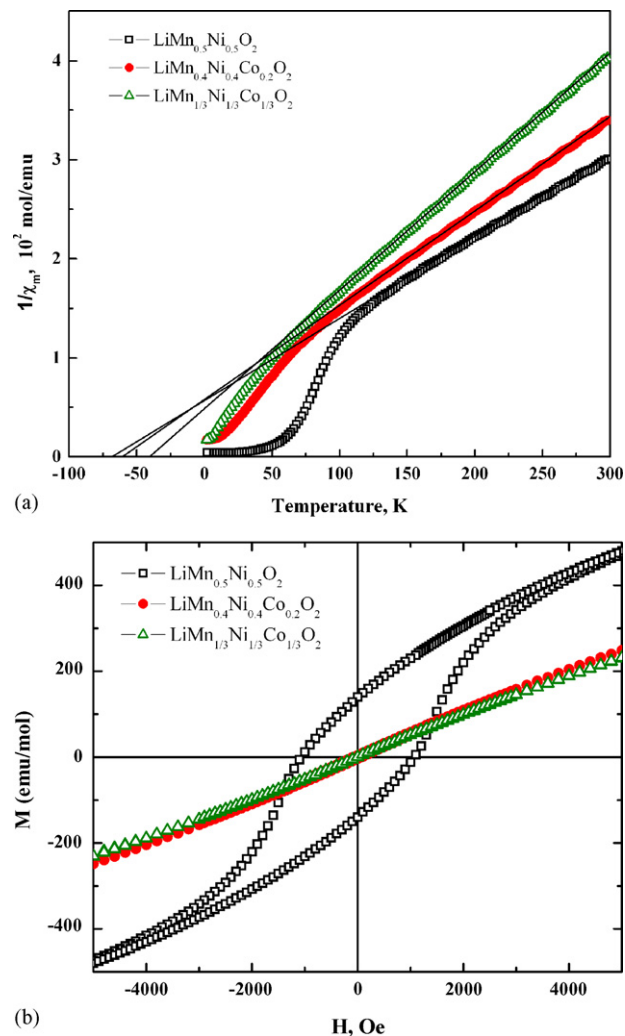 4
3
2
1
0
1/χm, 10² mol/emu
LiMn0.5Ni0.5O2
LiMn0.4Ni0.4Co0.2O2
LiMn1/3Ni1/3Co1/3O2
-100 -50 0 50 100 150 200 250 300
Temperature, K
(a)
400
200
0
-200
-400
M (emu/mol)
LiMn0.5Ni0.5O2
LiMn0.4Ni0.4Co0.2O2
LiMn1/3Ni1/3Co1/3O2
-4000 -2000 0 2000 4000
H, Oe
(b)